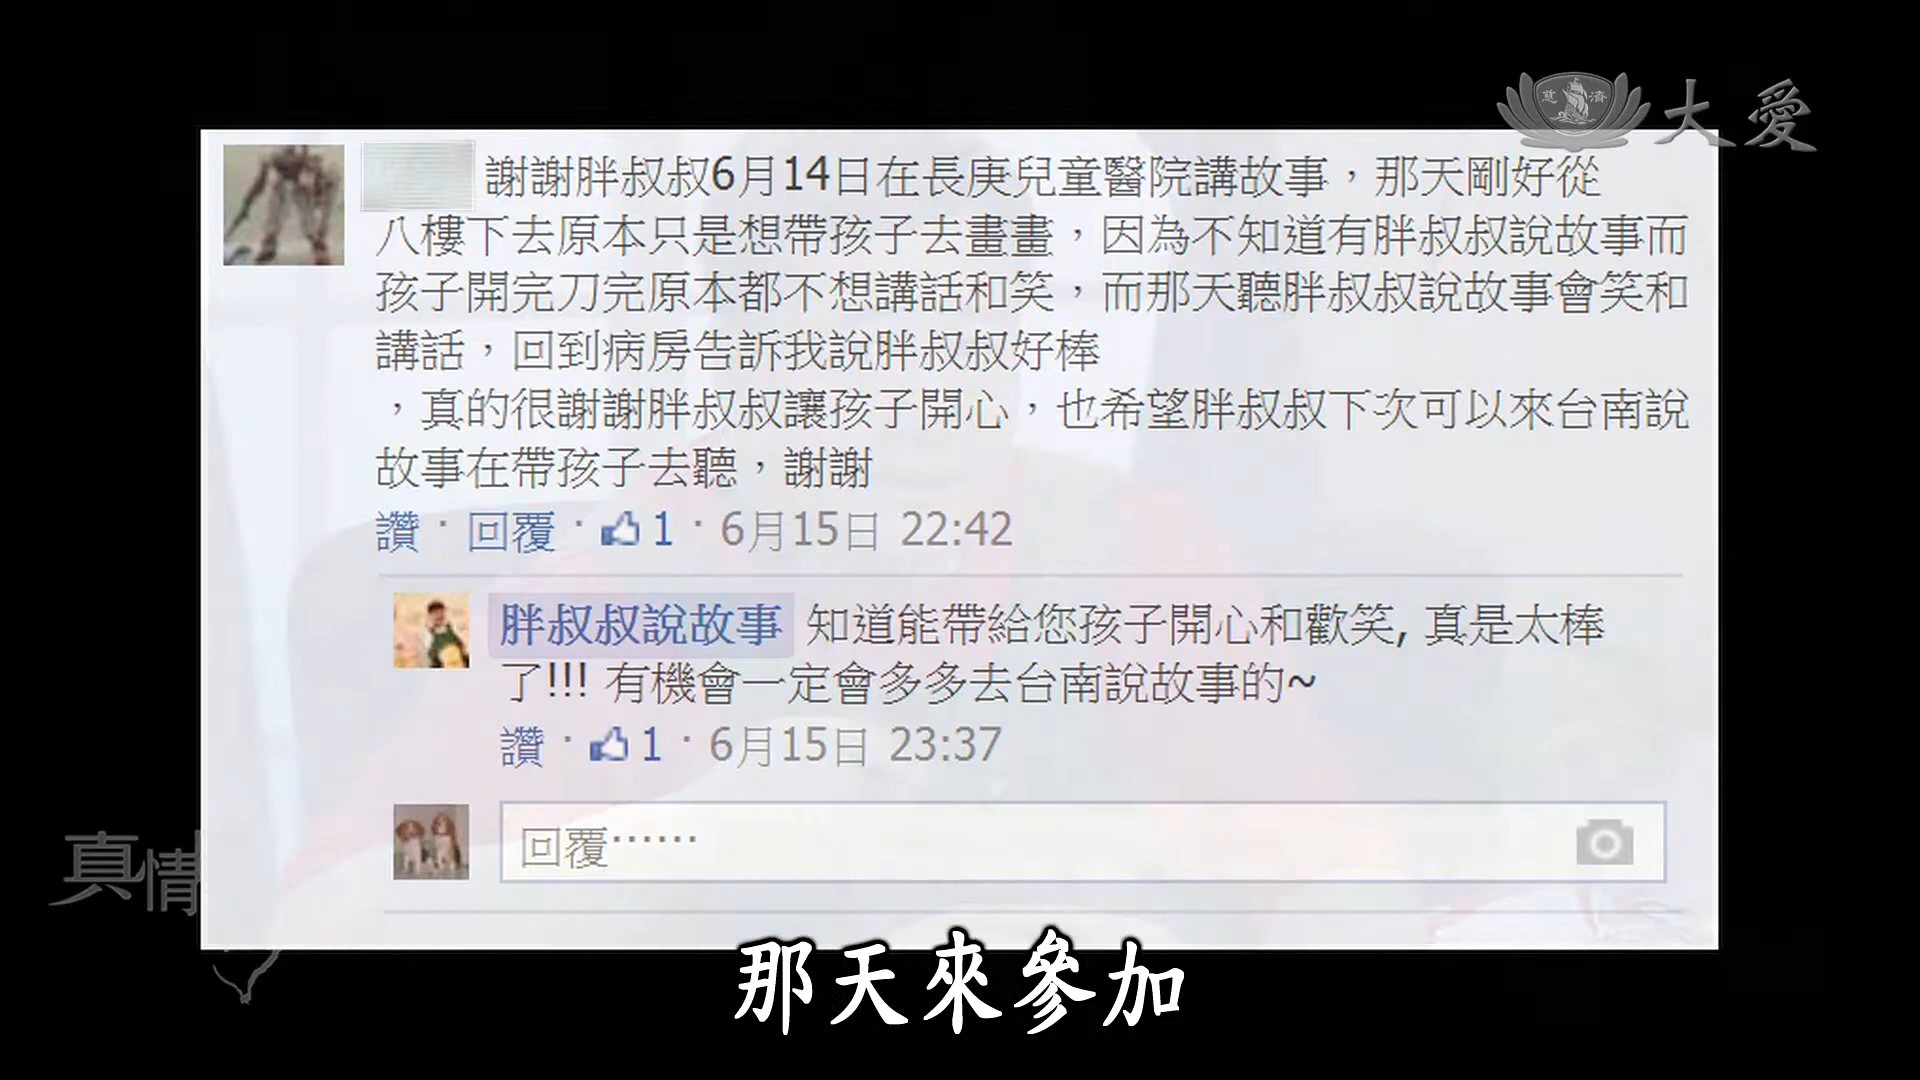 慈濟
大愛
謝謝胖叔叔6月14日在長庚兒童醫院講故事，那天剛好從
八樓下去原本只是想帶孩子去畫畫，因為不知道有胖叔叔說故事而
孩子開完刀完原本都不想講話和笑，而那天聽胖叔叔說故事會笑和
講話，回到病房告訴我說胖叔叔好棒
，真的很謝謝胖叔叔讓孩子開心，也希望胖叔叔下次可以來台南說
故事在帶孩子去聽，謝謝
讚·回覆·1·6月15日 22:42
胖叔叔說故事 知道能帶給您孩子開心和歡笑, 真是太棒
了!!! 有機會一定會多多去台南說故事的~
讚·1·6月15日 23:37
回覆……
真情
那天來參加